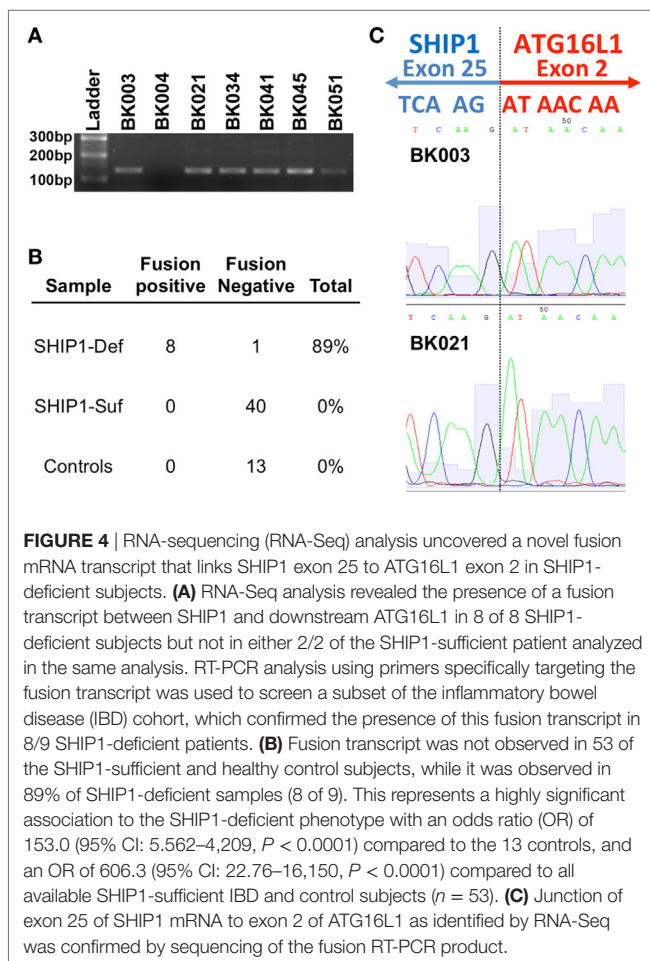 A
Ladder
BK003
BK004
BK021
BK034
BK041
BK045
BK051
300bp
200bp
100bp
B
Sample Fusion positive Fusion Negative Total
SHIP1-Def 8 1 89%
SHIP1-Suf 0 40 0%
Controls 0 13 0%
C
SHIP1 ATG16L1
Exon 25 Exon 2
TCA AG AT AACAA
50
T C A A G A T A A C A A
BK003
50
T C A A G A T A A C A A
BK021
FIGURE 4 | RNA-sequencing (RNA-Seq) analysis uncovered a novel fusion
mRNA transcript that links SHIP1 exon 25 to ATG16L1 exon 2 in SHIP1-
deficient subjects. (A) RNA-Seq analysis revealed the presence of a fusion
transcript between SHIP1 and downstream ATG16L1 in 8 of 8 SHIP1-
deficient subjects but not in either 2/2 of the SHIP1-sufficient patient analyzed
in the same analysis. RT-PCR analysis using primers specifically targeting the
fusion transcript was used to screen a subset of the inflammatory bowel
disease (IBD) cohort, which confirmed the presence of this fusion transcript in
8/9 SHIP1-deficient patients. (B) Fusion transcript was not observed in 53 of
the SHIP1-sufficient and healthy control subjects, while it was observed in
89% of SHIP1-deficient samples (8 of 9). This represents a highly significant
association to the SHIP1-deficient phenotype with an odds ratio (OR) of
153.0 (95% CI: 5.562–4,209, P < 0.0001) compared to the 13 controls, and
an OR of 606.3 (95% CI: 22.76–16,150, P < 0.0001) compared to all
available SHIP1-sufficient IBD and control subjects (n = 53). (C) Junction of
exon 25 of SHIP1 mRNA to exon 2 of ATG16L1 as identified by RNA-Seq
was confirmed by sequencing of the fusion RT-PCR product.